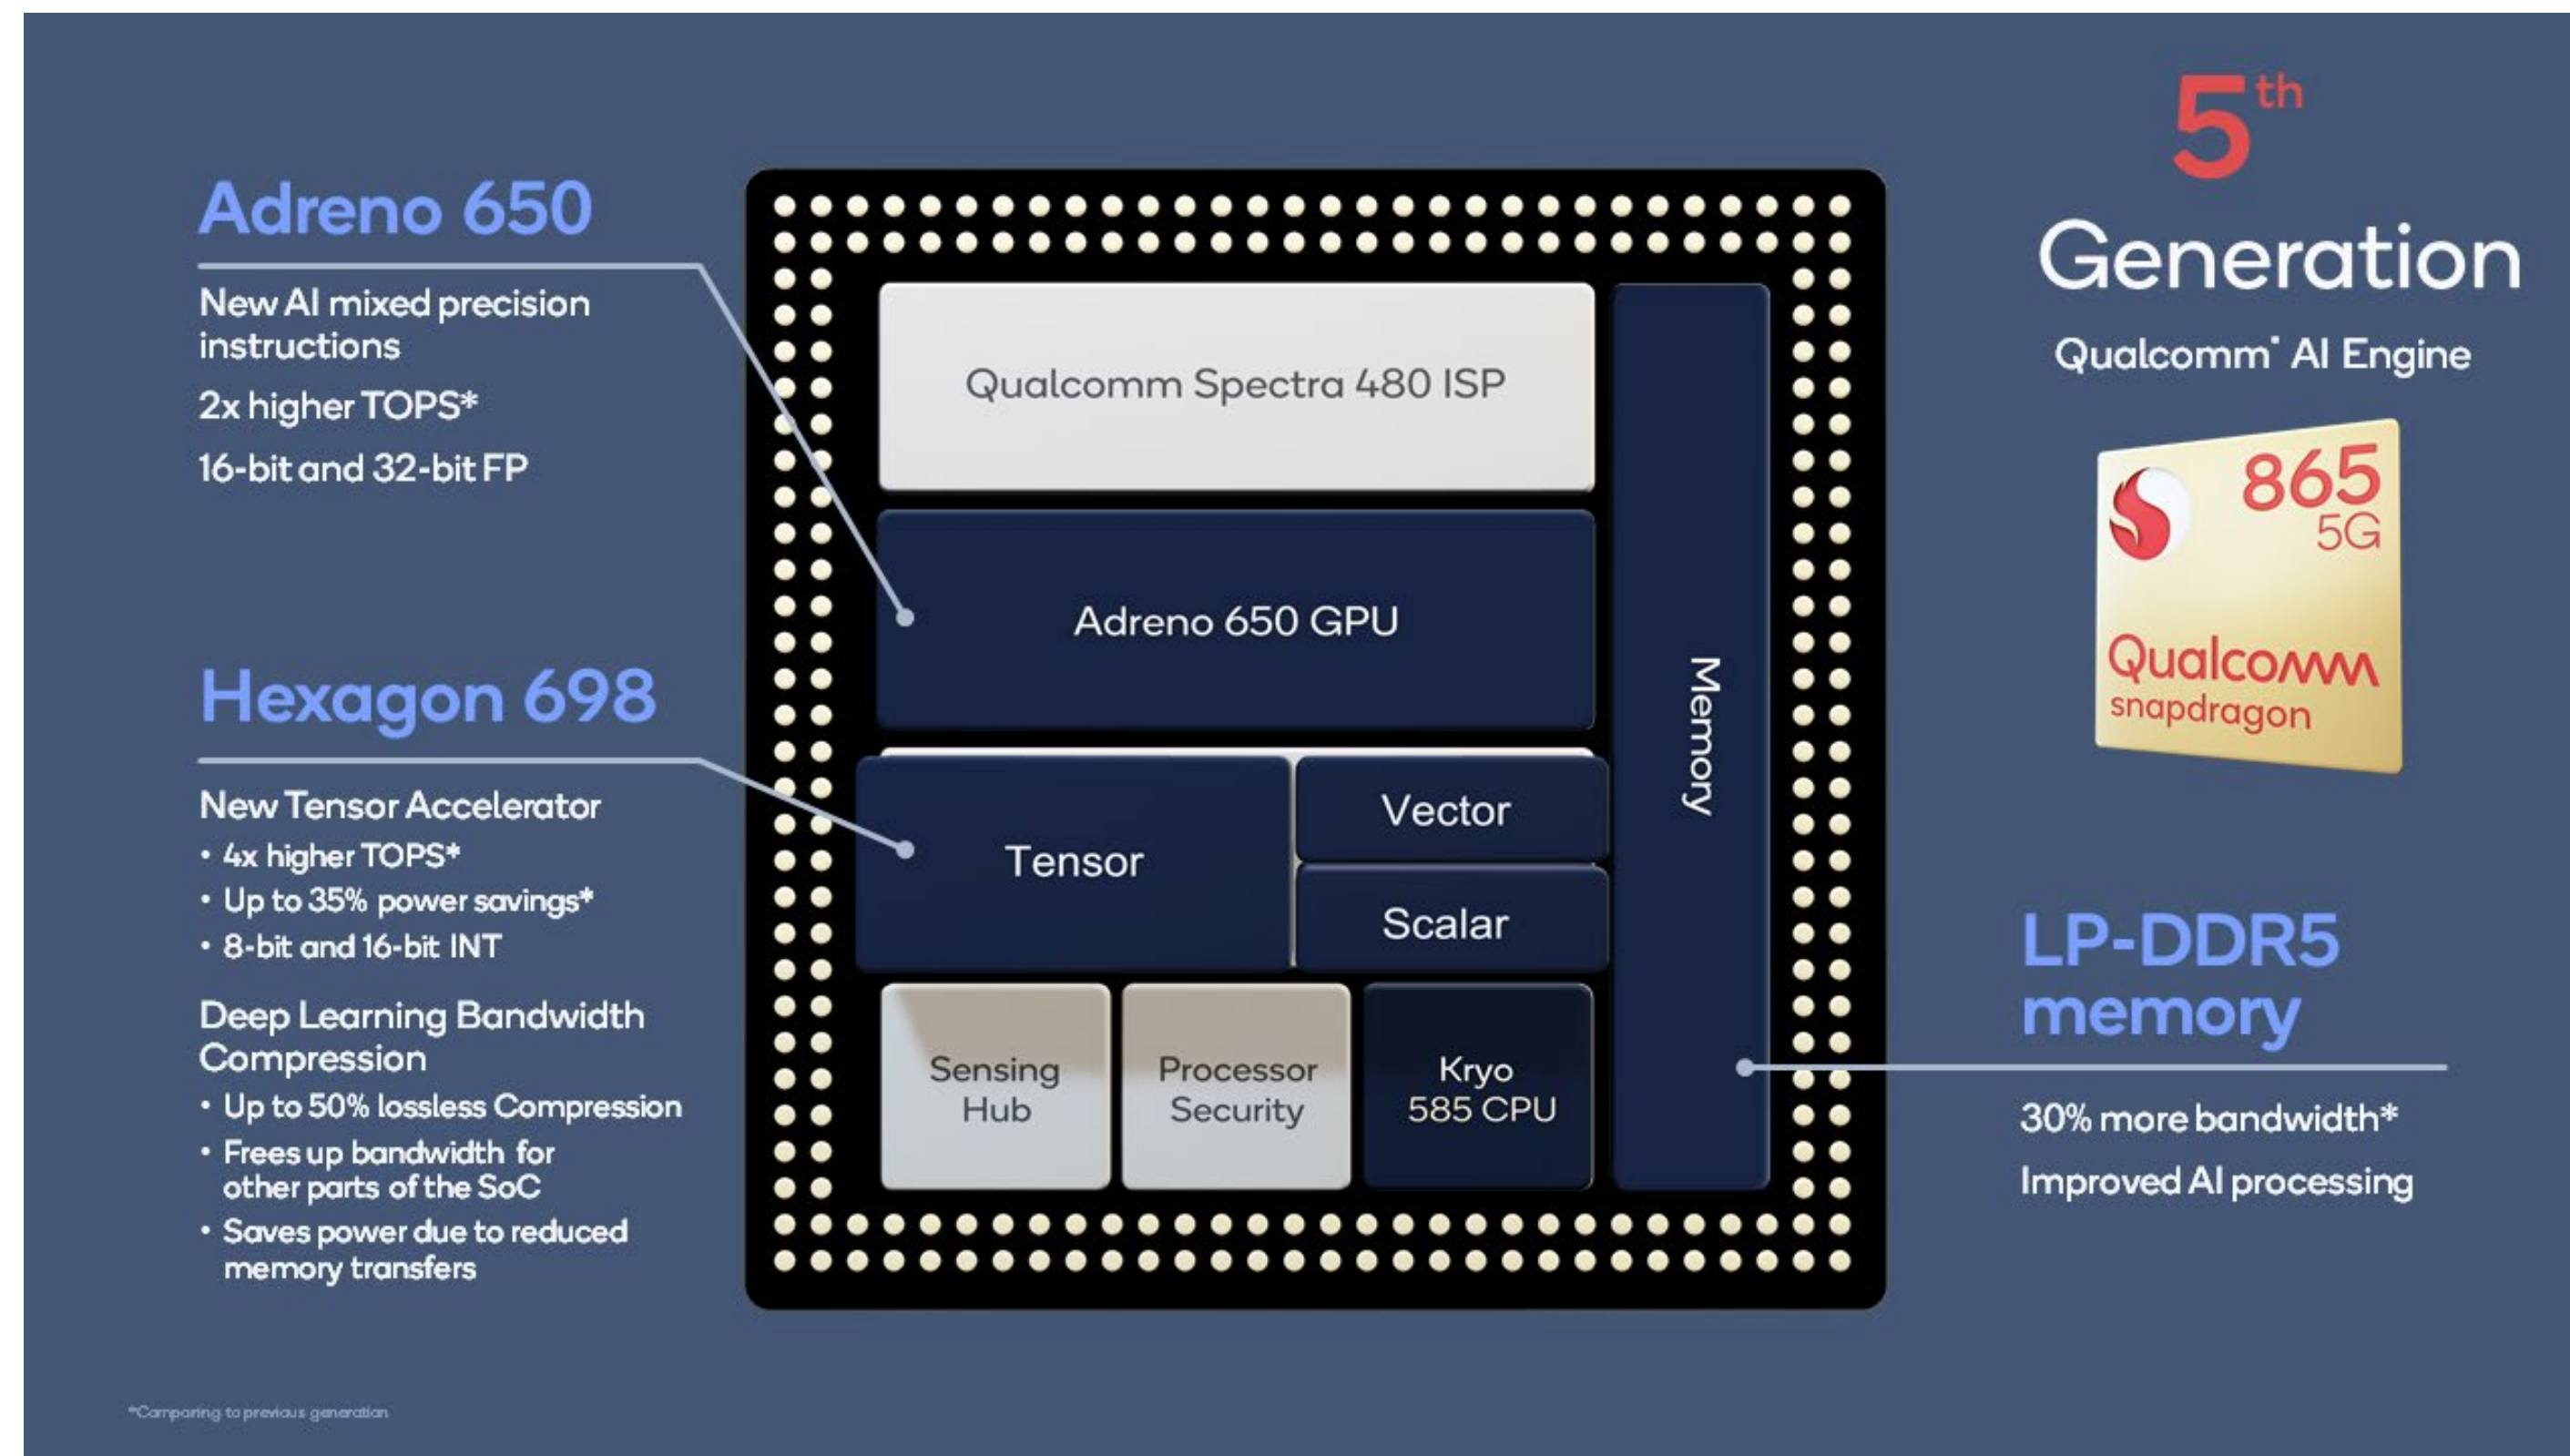 Adreno 650
New AI mixed precision
instructions
2x higher TOPS*
16-bit and 32-bit FP
Hexagon 698
New Tensor Accelerator
• 4x higher TOPS*
• Up to 35% power savings*
• 8-bit and 16-bit INT
Deep Learning Bandwidth
Compression
• Up to 50% lossless Compression
• Frees up bandwidth for
other parts of the SoC
• Saves power due to reduced
memory transfers
Qualcomm Spectra 480 ISP
Adreno 650 GPU
Tensor
Vector
Scalar
Sensing
Hub
Processor
Security
Kryo
585 CPU
Memory
5th
Generation
Qualcomm® AI Engine
865
5G
Qualcomm
snapdragon
LP-DDR5
memory
30% more bandwidth*
Improved AI processing
*Comparing to previous generation